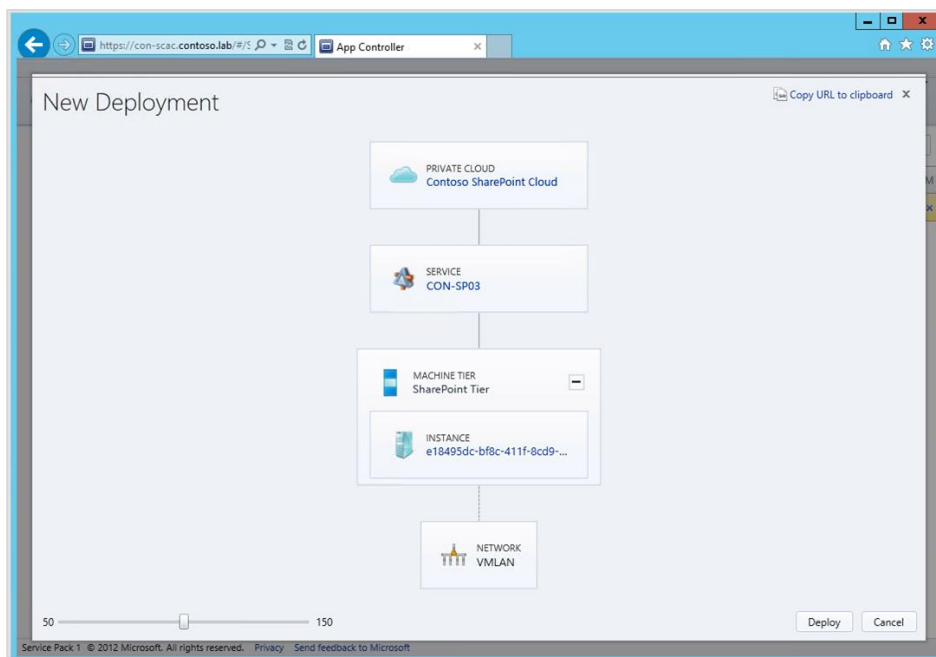 https://con-scac.contoso.lab/#/S
App Controller
New Deployment
Copy URL to clipboard
PRIVATE CLOUD
Contoso SharePoint Cloud
SERVICE
CON-SP03
MACHINE TIER
SharePoint Tier
INSTANCE
e18495dc-bf8c-411f-8cd9-...
NETWORK
VMLAN
50
150
Deploy
Cancel
Service Pack 1 © 2012 Microsoft. All rights reserved. Privacy Send feedback to Microsoft